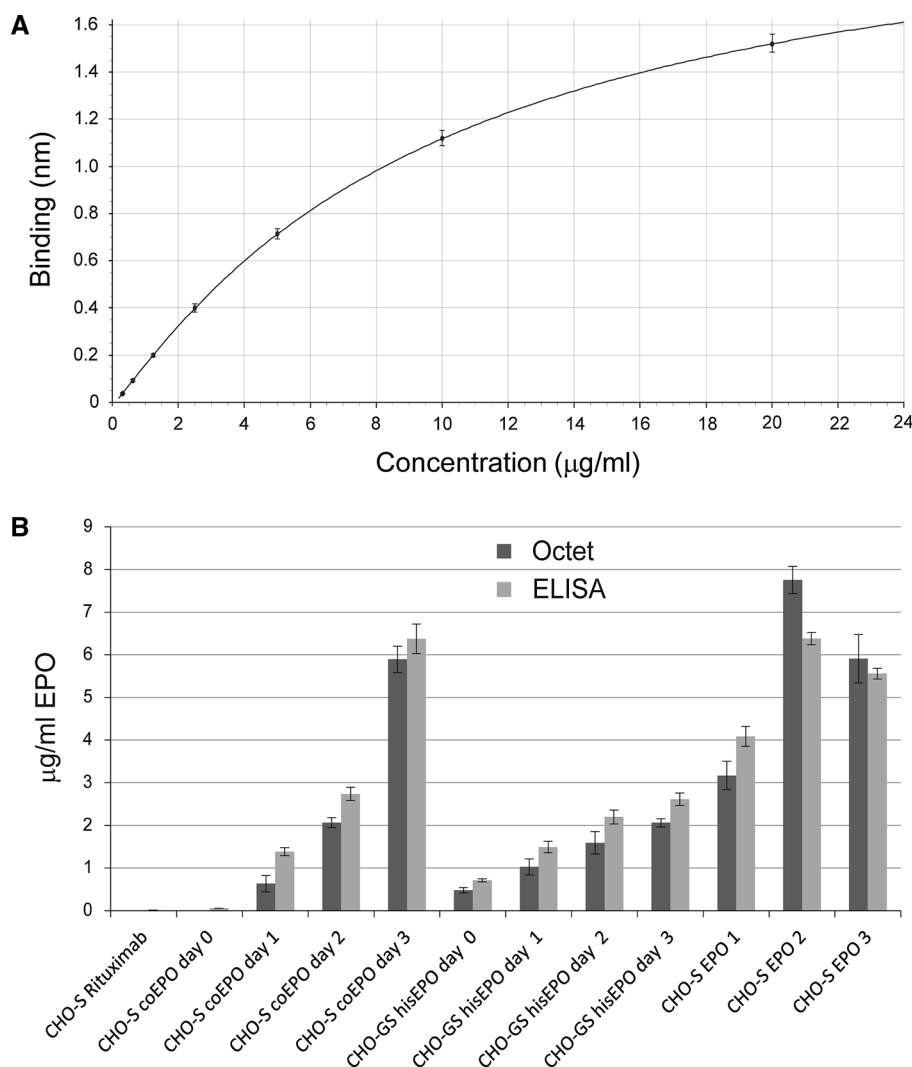 A
1.6
1.4
1.2
1.0
0.8
0.6
0.4
0.2
0
Binding (nm)
0 2 4 6 8 10 12 14 16 18 20 22 24
Concentration (μg/ml)
B
9
8
7
6
5
4
3
2
1
0
μg/ml EPO
Octet
ELISA
CHO-S Rituximab
CHO-S coEPO day 0
CHO-S coEPO day 1
CHO-S coEPO day 2
CHO-S coEPO day 3
CHO-GS hisEPO day 0
CHO-GS hisEPO day 1
CHO-GS hisEPO day 2
CHO-GS hisEPO day 3
CHO-S EPO 1
CHO-S EPO 2
CHO-S EPO 3